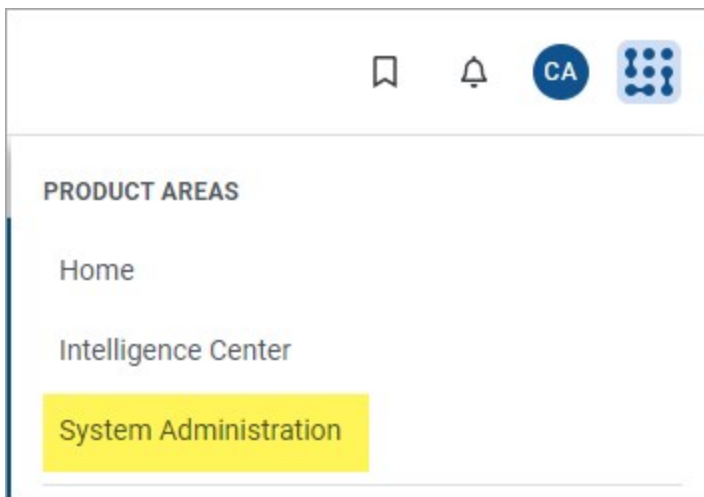 CA
PRODUCT AREAS
Home
Intelligence Center
System Administration